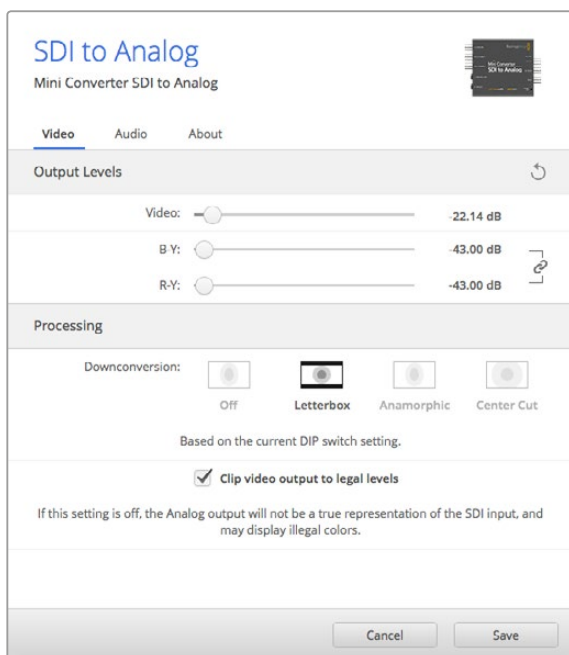 SDI to Analog
Mini Converter SDI to Analog
Video Audio About
Output Levels
Video: -22.14 dB
B-Y: -43.00 dB
R-Y: -43.00 dB
Processing
Downconversion:
Off Letterbox Anamorphic Center Cut
Based on the current DIP switch setting.
Clip video output to legal levels
If this setting is off, the Analog output will not be a true representation of the SDI input, and
may display illegal colors.
Cancel Save